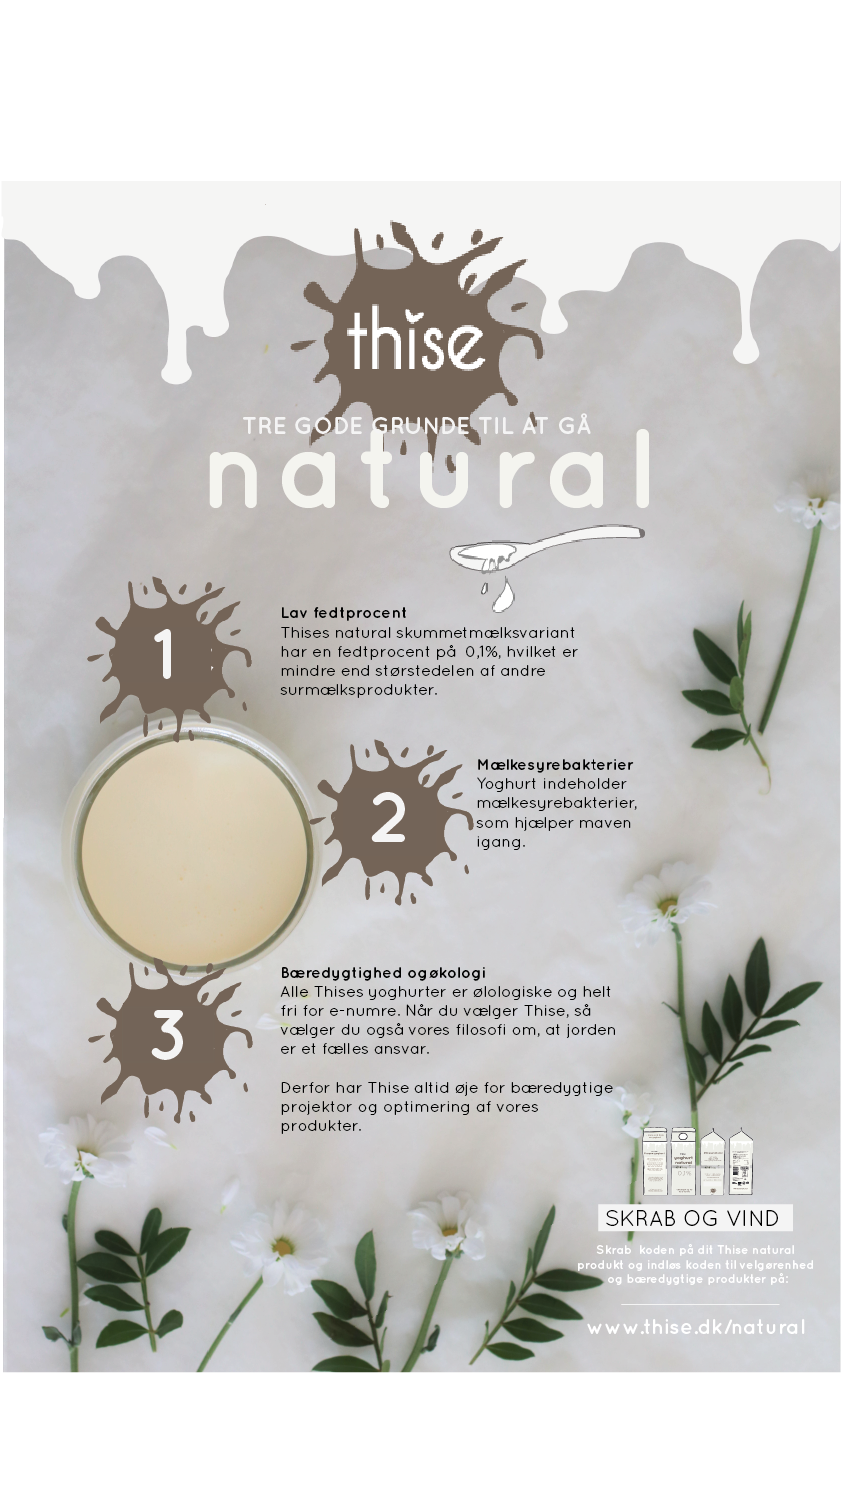 thise
TRE GODE GRUNDE TIL AT GÅ
natural
1
Lav fedtprocent
Thises natural skummetmælksvariant
har en fedtprocent på 0,1%, hvilket er
mindre end størstedelen af andre
surmælksprodukter.
2
Mælkesyrebakterier
Yoghurt indeholder
mælkesyrebakterier,
som hjælper maven
igang.
3
Bæredygtighed ogøkologi
Alle Thises yoghurter er ølologiske og helt
fri for e-numre. Når du vælger Thise, så
vælger du også vores filosofi om, at jorden
er et fælles ansvar.
Derfor har Thise altid øje for bæredygtige
projektor og optimering af vores
produkter.
yoghurt
natural
0,1%
SKRAB OG VIND
Skrab koden på dit Thise natural
produkt og indløs koden til velgørenhed
og bæredygtige produkter på:
www.thise.dk/natural